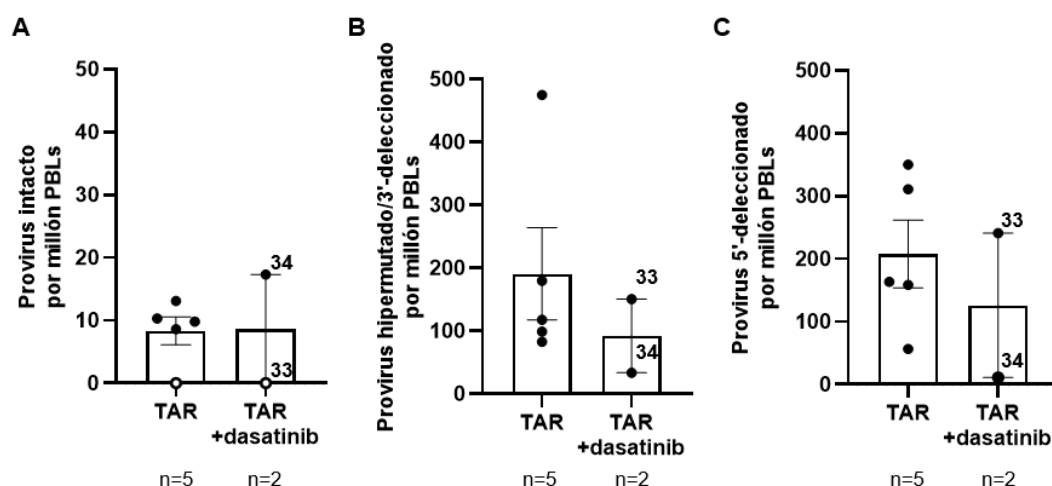 A
Provirus intacto
por millón PBLs
50
40
30
20
10
0
34
33
TAR
TAR
+dasatinib
n=5
n=2
B
Provirus hipermutado/3'-deleccionado
por millón PBLs
500
400
300
200
100
0
33
34
TAR
TAR
+dasatinib
n=5
n=2
C
Provirus 5'-deleccionado
por millón PBLs
500
400
300
200
100
0
33
34
TAR
TAR
+dasatinib
n=5
n=2